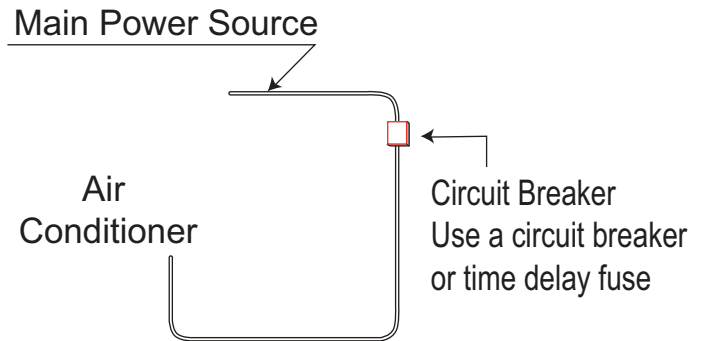 Main Power Source
Air
Conditioner
Circuit Breaker
Use a circuit breaker
or time delay fuse